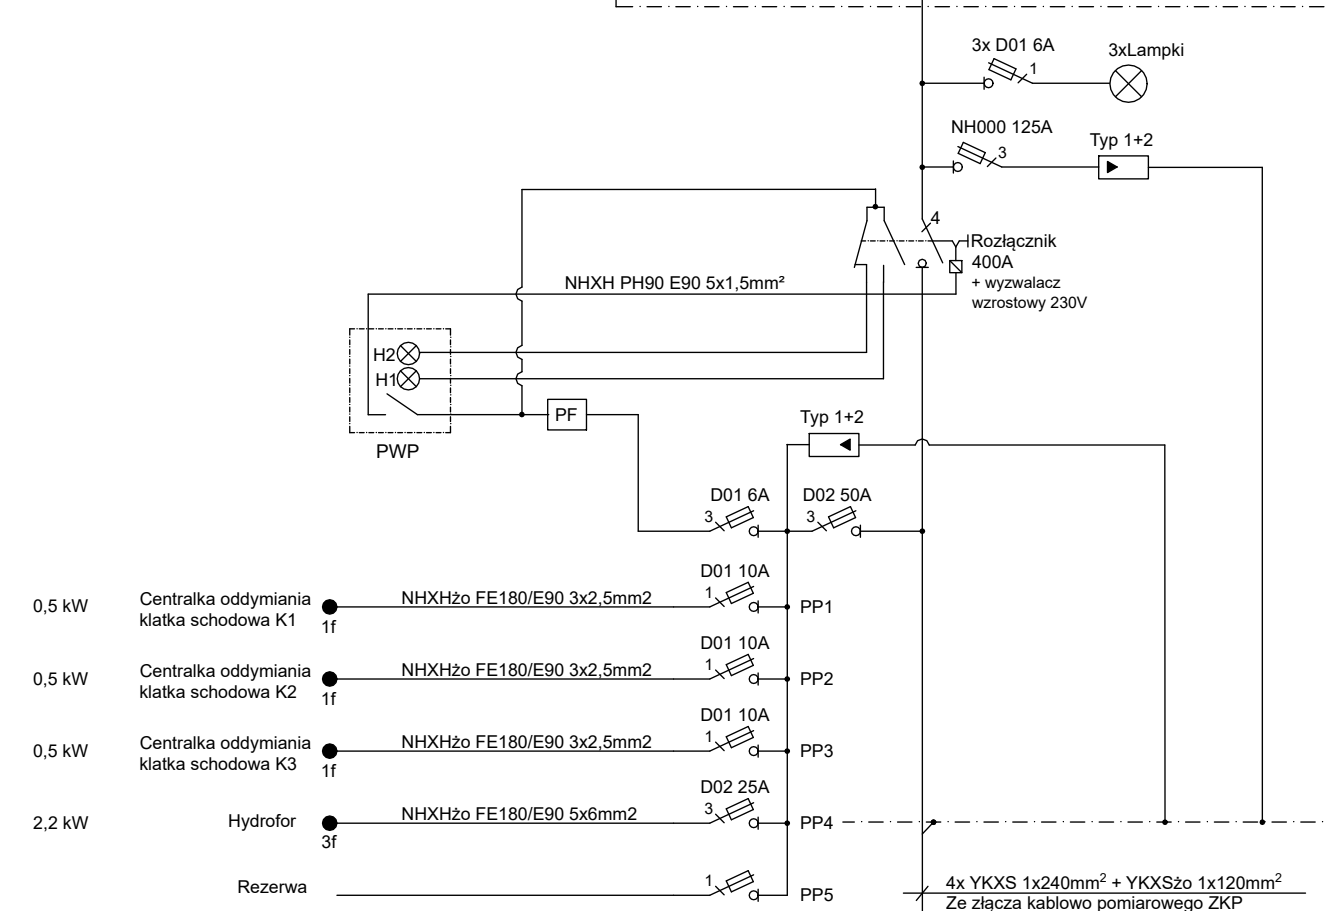 3x D01 6A
3xLampki
1
NH000 125A
Typ 1+2
3
4
Rozłącznik
400A
+ wyzwalacz
wzrostowy 230V
NHXH PH90 E90 5x1,5mm²
H2
H1
PF
PWP
Typ 1+2
D01 6A
D02 50A
3
3
D01 10A
0,5 kW
Centralka oddymiania
klatka schodowa K1
1f
NHXHżo FE180/E90 3x2,5mm2
1
PP1
D01 10A
0,5 kW
Centralka oddymiania
klatka schodowa K2
1f
NHXHżo FE180/E90 3x2,5mm2
1
PP2
D01 10A
0,5 kW
Centralka oddymiania
klatka schodowa K3
1f
NHXHżo FE180/E90 3x2,5mm2
1
PP3
D02 25A
2,2 kW
Hydrofor
3f
NHXHżo FE180/E90 5x6mm2
3
PP4
Rezerwa
1
PP5
4x YKXS 1x240mm² + YKXSżo 1x120mm²
Ze złącza kablowo pomiarowego ZKP